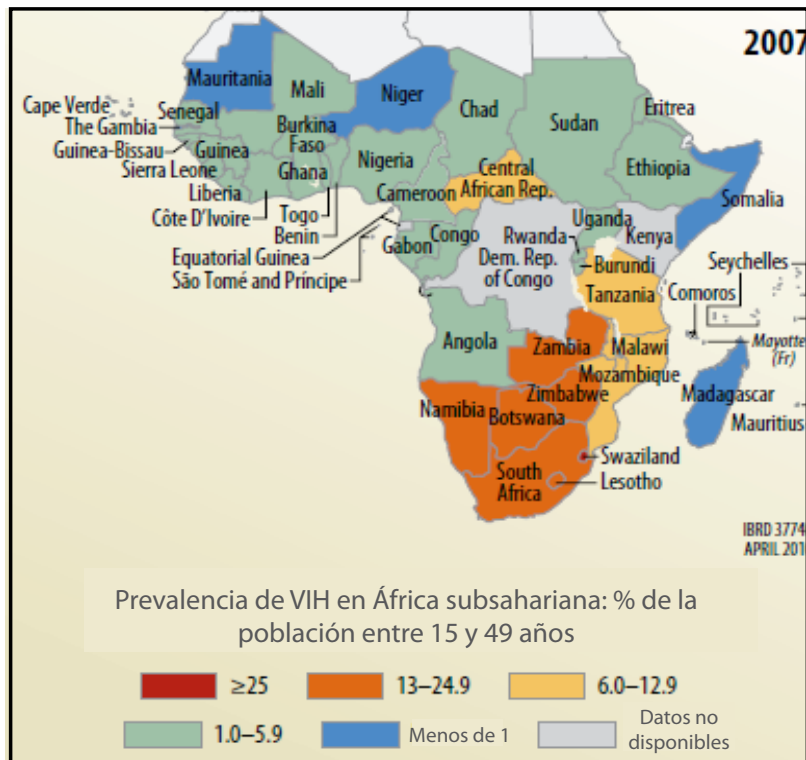 2007
Mauritania
Mali
Niger
Cape Verde
Senegal
Chad
Sudan
Eritrea
The Gambia
Burkina
Faso
Guinea-Bissau
Guinea
Sierra Leone
Ghana
Nigeria
Central
African Rep.
Ethiopia
Liberia
Cameroon
Somalia
Côte D'Ivoire
Togo
Benin
Uganda
Kenya
Equatorial Guinea
Gabon
Congo
Rwanda
São Tomé and Príncipe
Dem. Rep.
of Congo
Burundi
Seychelles
Tanzania
Comoros
Angola
Zambia
Malawi
Mayotte
(Fr)
Mozambique
Zimbabwe
Namibia
Botswana
Madagascar
Mauritius
Swaziland
South
Africa
Lesotho
IBRD 3774
APRIL 201
Prevalencia de VIH en África subsahariana: % de la
población entre 15 y 49 años
≥25
13–24.9
6.0–12.9
1.0–5.9
Menos de 1
Datos no
disponibles